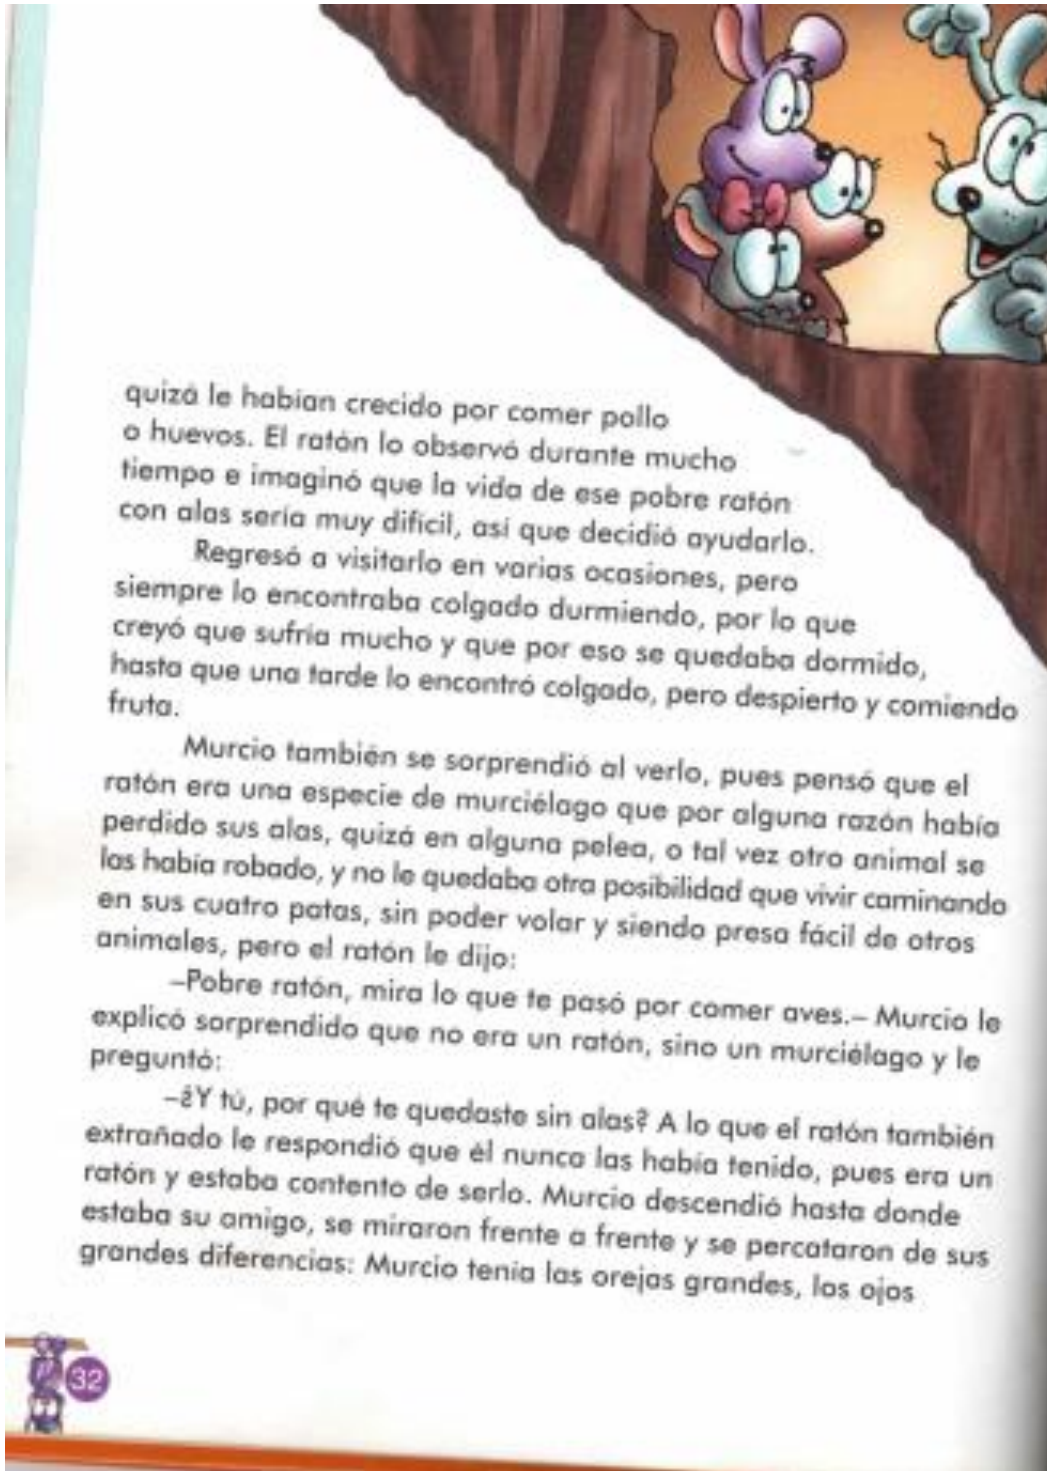 quizá le habían crecido por comer pollo
o huevos. El ratón lo observó durante mucho
tiempo e imaginó que la vida de ese pobre ratón
con alas sería muy difícil, así que decidió ayudarlo.
Regresó a visitarlo en varias ocasiones, pero
siempre lo encontraba colgado durmiendo, por lo que
creyó que sufría mucho y que por eso se quedaba dormido,
hasta que una tarde lo encontró colgado, pero despierto y comiendo
fruta.
Murcio también se sorprendió al verlo, pues pensó que el
ratón era una especie de murciélago que por alguna razón había
perdido sus alas, quizá en alguna pelea, o tal vez otro animal se
las había robado, y no le quedaba otra posibilidad que vivir caminando
en sus cuatro patas, sin poder volar y siendo presa fácil de otros
animales, pero el ratón le dijo:
–Pobre ratón, mira lo que te pasó por comer aves.– Murcio le
explicó sorprendido que no era un ratón, sino un murciélago y le
preguntó:
–¿Y tú, por qué te quedaste sin alas? A lo que el ratón también
extrañado le respondió que él nunca las había tenido, pues era un
ratón y estaba contento de serlo. Murcio descendió hasta donde
estaba su amigo, se miraron frente a frente y se percataron de sus
grandes diferencias: Murcio tenía las orejas grandes, los ojos
32